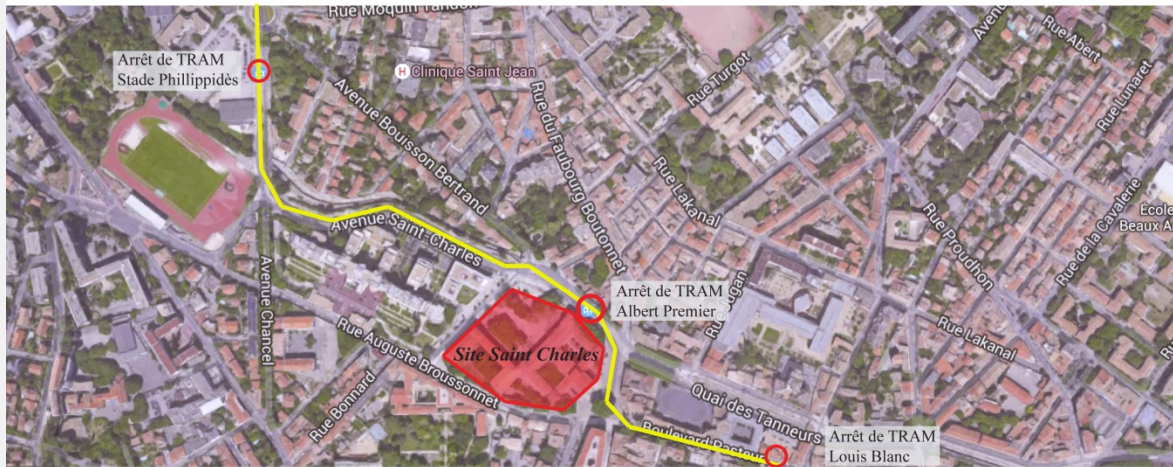 Rue Moquin Tandon
Arrêt de TRAM
Stade Phillippidès
H Clinique Saint Jean
Rue Turgot
Avenue
Rue Abert
Rue Lunaret
Avenue Bouisson Bertrand
Rue du Faubourg Boutonnet
Rue Lakanal
Rue Proudhon
Rue de la Cavalerie
École
Beaux A
Avenue Saint-Charles
Avenue Chancel
Arrêt de TRAM
Albert Premier
Site Saint Charles
Rue Auguste Broussonnet
Rue Bonnard
Rue Lakanal
Quai des Tanneurs
Boulevard Pasteur
Arrêt de TRAM
Louis Blanc